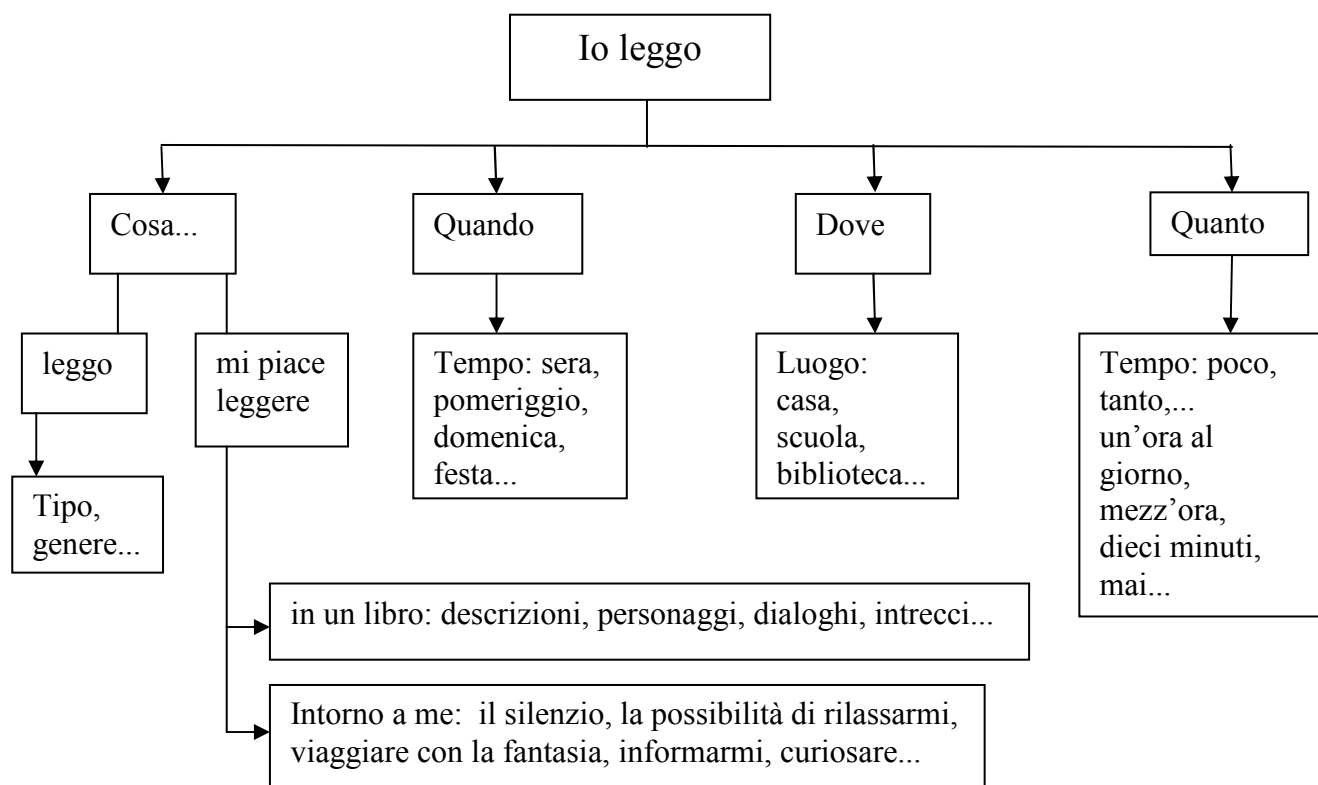 Io leggo
Cosa...
Quando
Dove
Quanto
leggo
mi piace
leggere
Tempo: sera,
pomeriggio,
domenica,
festa...
Luogo:
casa,
scuola,
biblioteca...
Tempo: poco,
tanto,...
un’ora al
giorno,
mezz’ora,
dieci minuti,
mai...
Tipo,
genere...
in un libro: descrizioni, personaggi, dialoghi, intrecci...
Intorno a me:  il silenzio, la possibilità di rilassarmi,
viaggiare con la fantasia, informarmi, curiosare...